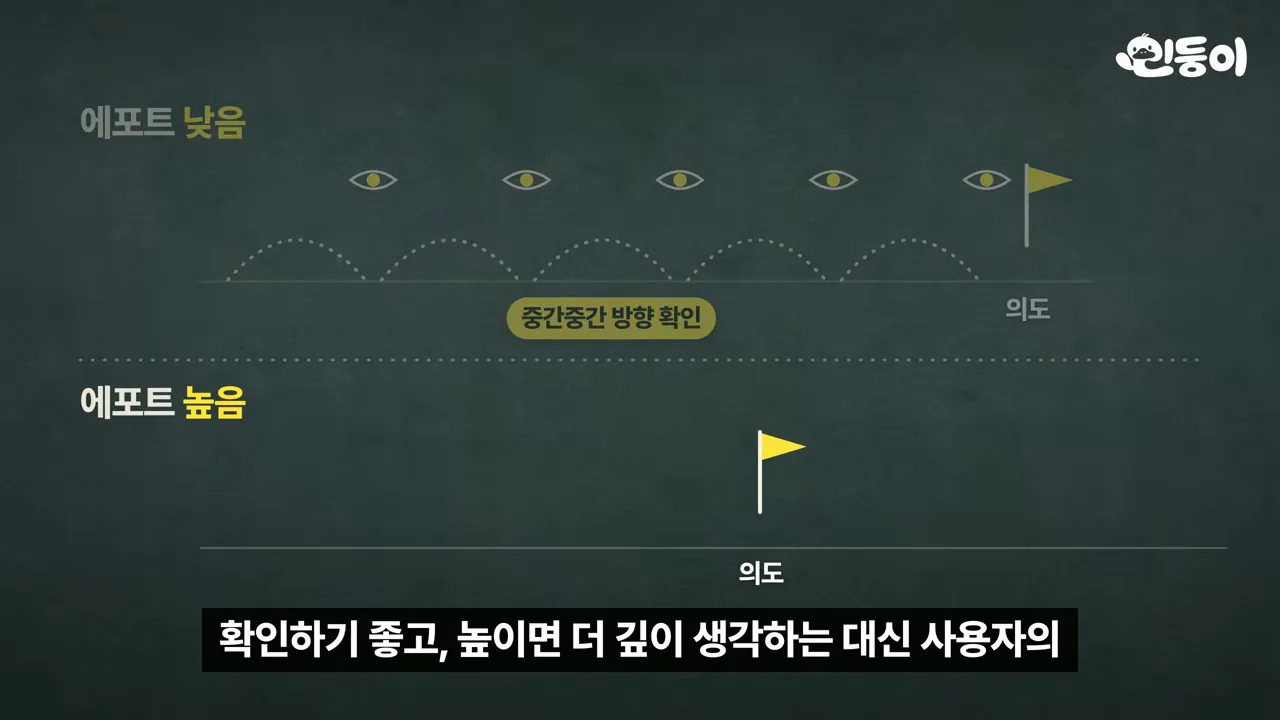 인둥이
에포트 낮음
중간중간 방향 확인
의도
에포트 높음
의도
확인하기 좋고, 높이면 더 깊이 생각하는 대신 사용자의